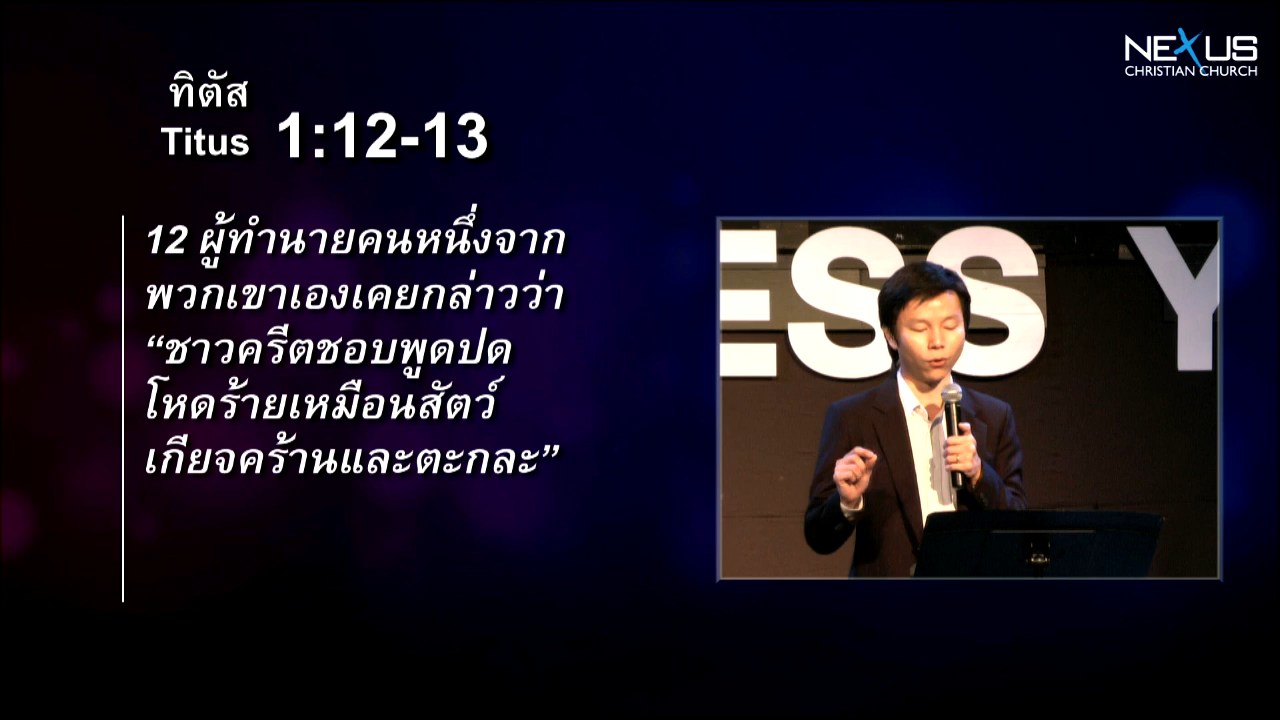 NEXUS
CHRISTIAN CHURCH
ทิตัส
Titus 1:12-13
12 ผู้ทำนายคนหนึ่งจาก
พวกเขาเองเคยกล่าวว่า
“ชาวครีตชอบพูดปด
โหดร้ายเหมือนสัตว์
เกียจคร้านและตะกละ”
ESS Y